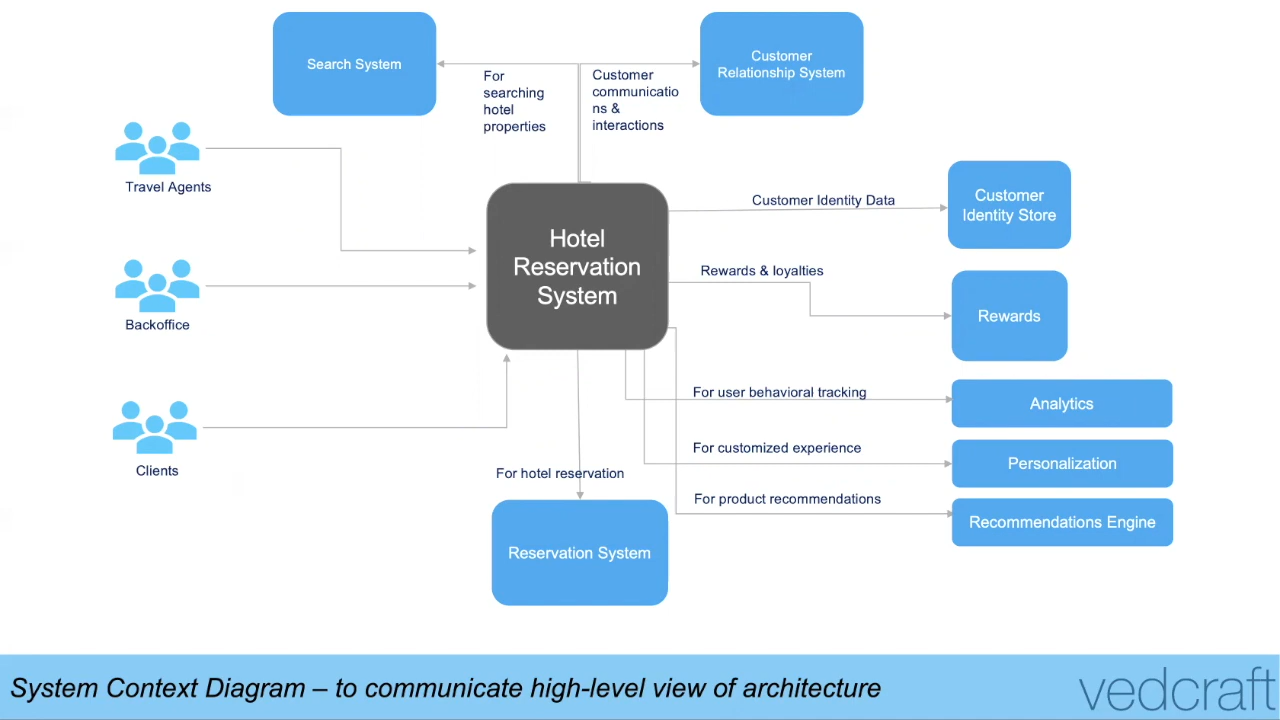 Search System
For
searching
hotel
properties
Customer
communicatio
ns &
interactions
Customer
Relationship System
Travel Agents
Backoffice
Clients
Hotel
Reservation
System
Customer Identity Data
Customer
Identity Store
Rewards & loyalties
Rewards
For user behavioral tracking
Analytics
For customized experience
Personalization
For product recommendations
Recommendations Engine
For hotel reservation
Reservation System
System Context Diagram – to communicate high-level view of architecture
vedcraft